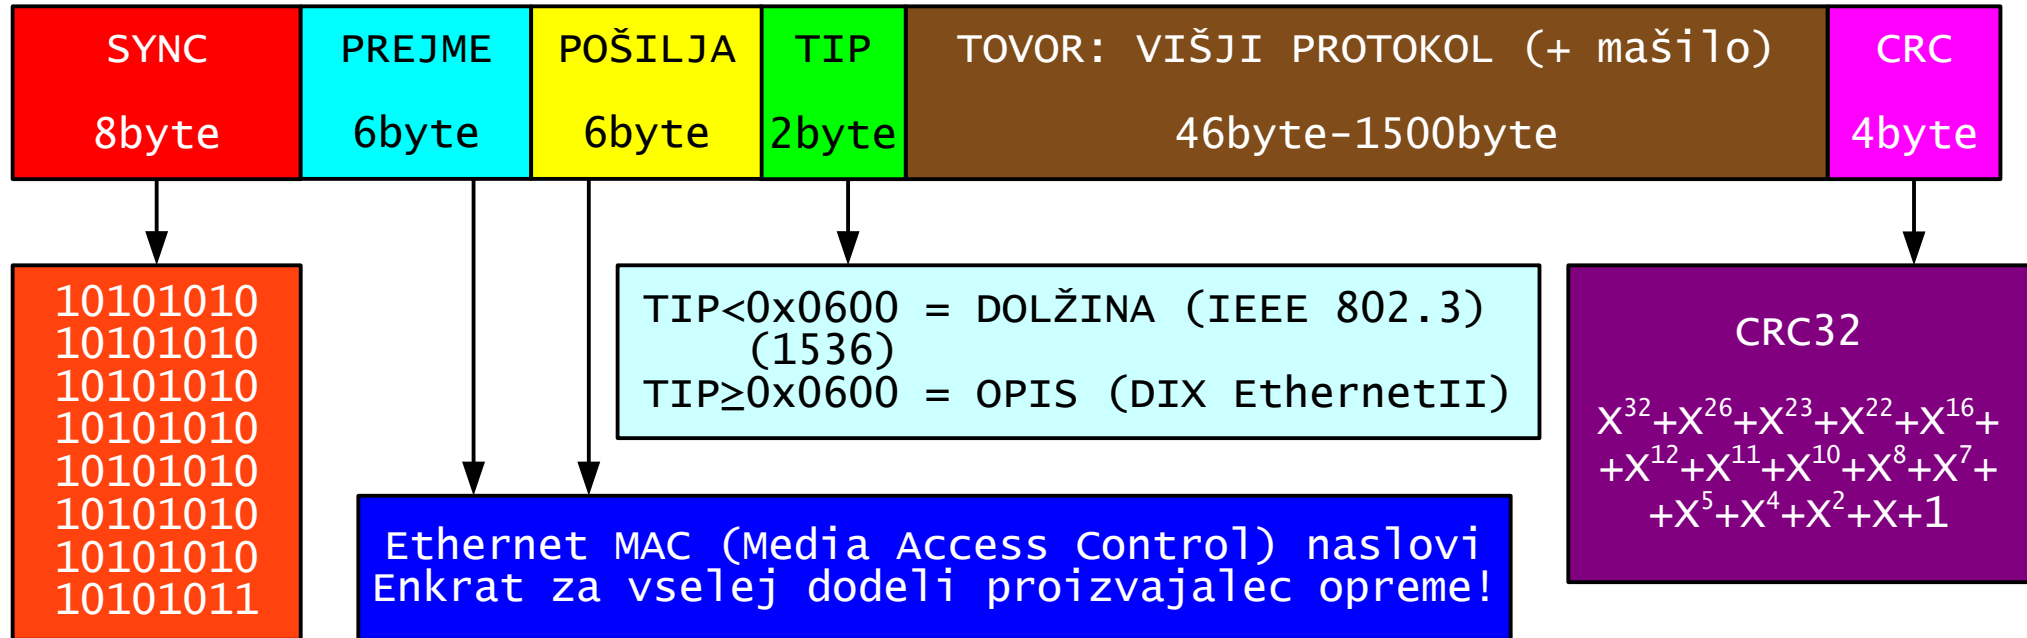 SYNC
8byte
PREJME
6byte
POŠILJA
6byte
TIP
2byte
TOVOR: VIŠJI PROTOKOL (+ mašilo)
46byte-1500byte
CRC
4byte
10101010
10101010
10101010
10101010
10101010
10101010
10101010
10101011
TIP<0x0600 = DOLŽINA (IEEE 802.3)
(1536)
TIP≥0x0600 = OPIS (DIX EthernetII)
Ethernet MAC (Media Access Control) naslovi
Enkrat za vselej dodeli proizvajalec opreme!
CRC32
X³²+X²⁶+X²³+X²²+X¹⁶+
+X¹²+X¹¹+X¹⁰+X⁸+X⁷+
+X⁵+X⁴+X²+X+1